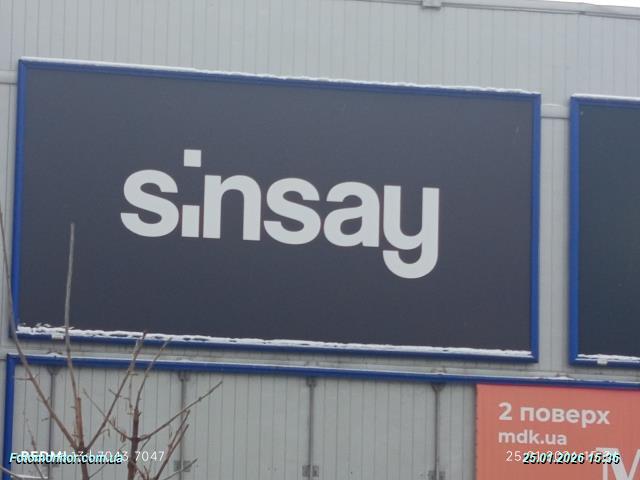 sinsay
2 поверх
mdk.ua
Fotomonitor.com.ua
25.01.2026 15:36